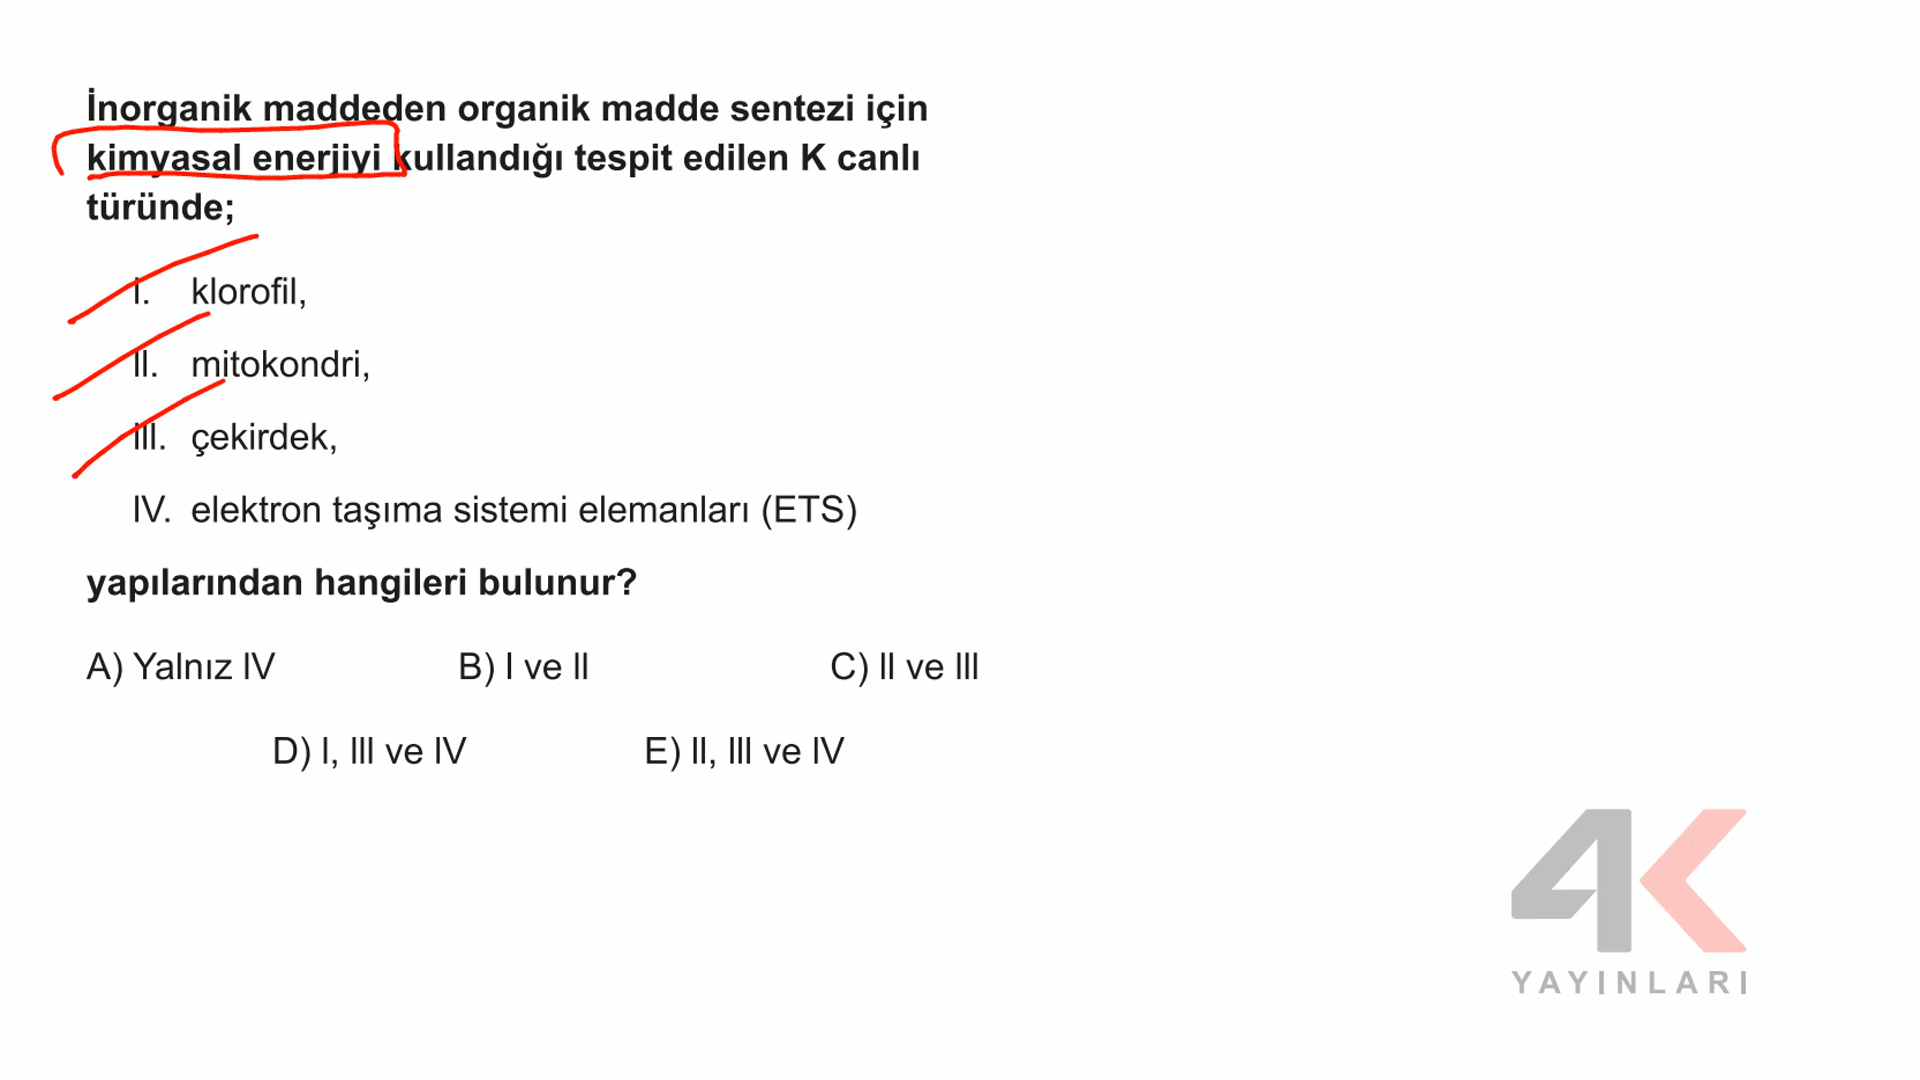 İnorganik maddeden organik madde sentezi için
kimyasal enerjiyi kullandığı tespit edilen K canlı
türünde;
I. klorofil,
II. mitokondri,
III. çekirdek,
IV. elektron taşıma sistemi elemanları (ETS)
yapılarından hangileri bulunur?
A) Yalnız IV B) I ve II C) II ve III
D) I, III ve IV E) II, III ve IV
4K
YAYINLARI